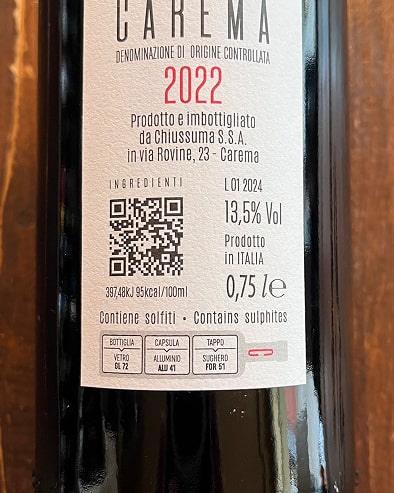 CAREMA
DENOMINAZIONE DI ORIGINE CONTROLLATA
2022
Prodotto e imbottigliato
da Chiussuma S.S.A.
in via Rovine, 23 - Carema
INGREDIENTI
L 01 2024
13,5% Vol
Prodotto
in ITALIA
397,48kJ 95kcal/100ml
0,75 l e
Contiene solfiti • Contains sulphites
BOTTIGLIA
VETRO
GL 72
CAPSULA
ALLUMINIO
ALU 41
TAPPO
SUGHERO
FOR 51
C